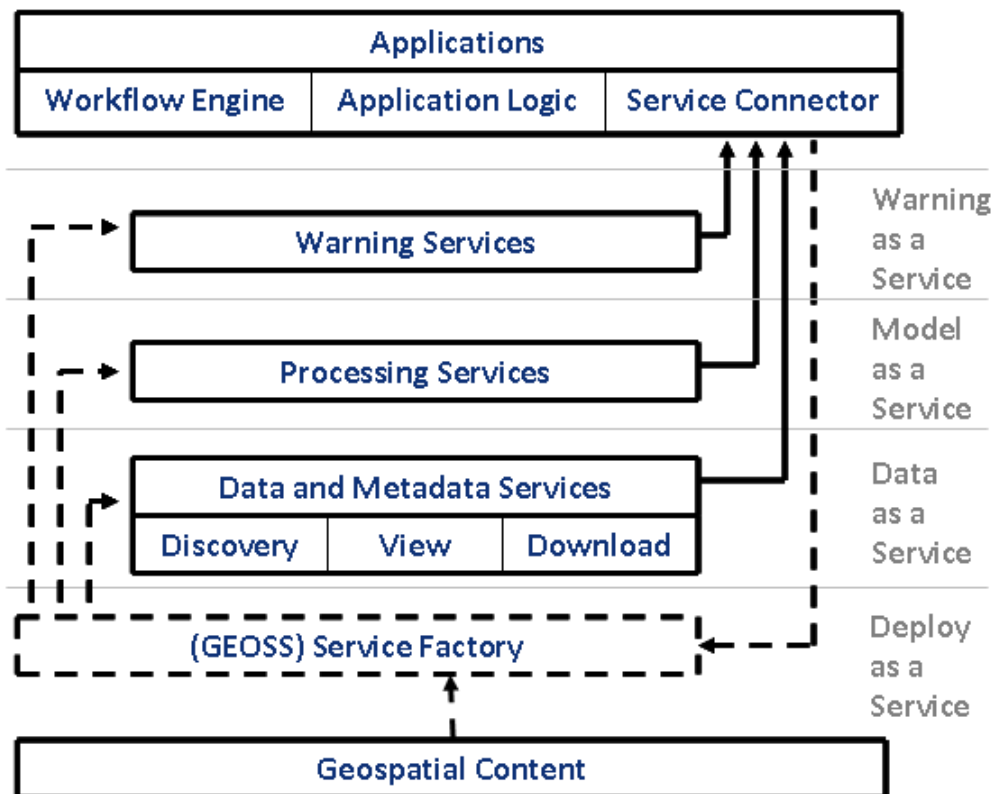 Applications
Workflow Engine
Application Logic
Service Connector
Warning
as a
Service
Warning Services
Model
as a
Service
Processing Services
Data
as a
Service
Data and Metadata Services
Discovery
View
Download
Deploy
as a
Service
(GEOSS) Service Factory
Geospatial Content